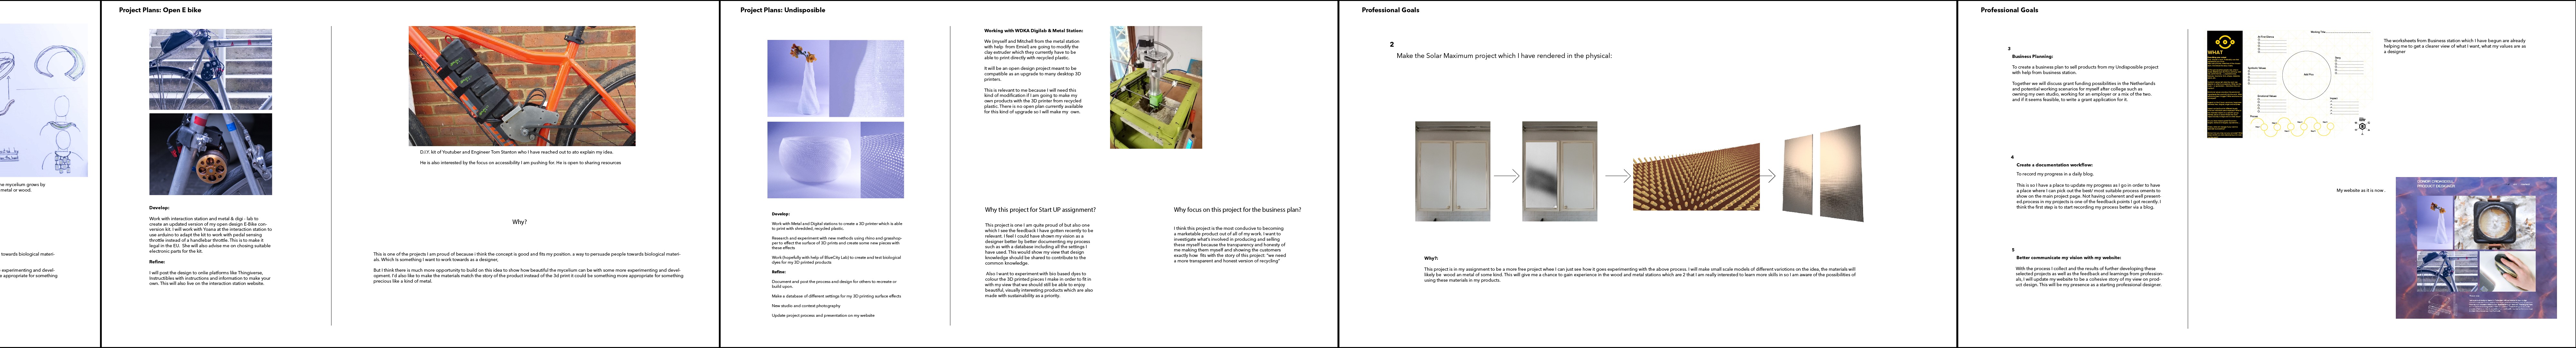 he mycelium grows by
metal or wood.
towards biological materi-
experimenting and devel-
e appropriate for something
Project Plans: Open E bike
Develop:
Work with interaction station and metal & digi - lab to
create an updated version of my open design E-Bike con-
version kit. I will work with Yoana at the interaction station to
use arduino to adapt the kit to work with pedal sensing
throttle instead of a handlebar throttle. This is to make it
legal in the EU. She will also advise me on chosing suitable
electronic parts for the kit.
Refine:
I will post the design to onlie platforms like Thingiverse,
Instructibles with instructions and information to make your
own. This will also live on the interaction station website.
D.I.Y. kit of Youtuber and Engineer Tom Stanton who I have reached out to ato explain my idea.
He is also interested by the focus on accessibility I am pushing for. He is open to sharing resources
Why?
This is one of the projects I am proud of because i think the concept is good and fits my position. a way to persuade people towards biological materi-
als. Which is something I want to work towards as a designer,
But I think there is much more opportunity to build on this idea to show how beautiful the mycelium can be with some more experimenting and devel-
opment. I'd also like to make the materials match the story of the product instead of the 3d print it could be something more appropriate for something
precious like a kind of metal.
Project Plans: Undisposible
Develop:
Work with Metal and Digital stations to create a 3D printer which is able
to print with shredded, recycled plastic.
Research and experiment with new methods using rhino and grasshop-
per to effect the surface of 3D prints and create some new pieces with
these effects
Work (hopefully with help of BlueCity Lab) to create and test biological
dyes for my 3D printed products
Refine:
Document and post the process and design for others to recreate or
build upon.
Make a database of different settings for my 3D printing surface effects
New studio and context photography
Update project process and presentation on my website
Working with WDKA Digilab & Metal Station:
We (myself and Mitchell from the metal station
with help from Emiel) are going to modify the
clay extruder which they currently have to be
able to print directly with recycled plastic.
It will be an open design project,meant to be
compatible as an upgrade to many desktop 3D
printers.
This is relevant to me because I will need this
kind of modification if I am going to make my
own products with the 3D printer from recycled
plastic. There is no open plan currently available
for this kind of upgrade so I will make my own.
Why this project for Start UP assignment?
This project is one I am quite proud of but also one
which I see the feedback I have gotten recently to be
relevant. I feel I could have shown my vision as a
designer better by better documenting my process
such as with a database including all the settings I
have used. This would show my view that design
knowledge should be shared to contribute to the
common knowledge.
Also I want to experiment with bio based dyes to
colour the 3D printed pieces I make in order to fit in
with my view that we should still be able to enjoy
beautiful, visually interesting products which are also
made with sustainability as a priority.
Why focus on this project for the business plan?
I think this project is the most conducive to becoming
a marketable product out of all of my work. I want to
investigate what's involved in producing and selling
these myself because the transparency and honesty of
me making them myself and showing the customers
exactly how fits with the story of this project: "we need
a more transparent and honest version of recycling"
Professional Goals
2
Make the Solar Maximum project which I have rendered in the physical:
Why?:
This project is in my assignment to be a more free project when I can just see how it goes experimenting with the above process. I will make small scale models of different variations on the idea, the materials will
likely be wood an metal of some kind. This will give me a chance to gain experience in the wood and metal stations which are 2 that I am really interested to learn more skills in so I am aware of the possibilities of
using these materials in my products.
Professional Goals
3
Business Planning:
To create a business plan to sell products from my Undisposible project
with help from business station.
Together we will discuss grant funding possibilities in the Netherlands
and potential working scenarios for myself after college such as
owning my own studio, working for an employer or a mix of the two.
and if it seems feasible, to write a grant application for it.
4
Create a documentation workflow:
To record my progress in a daily blog.
This is so I have a place to update my progress as I go in order to have
a place where I can pick out the best/ most suitable process oments to
show on the main project page. Not having coherent and well present-
ed process in my projects is one of the feedback points I got recently. I
think the first step is to start recording my process better via a blog.
5
Better communicate my vision with my website:
With the process I collect and the results of further developing these
selected projects as well as the feedback and learnings from profession-
als, I will update my website to be a cohesive story of my view on prod-
uct design. This will be my presence as a starting professional designer.
WHAT
The worksheets from Business station which I have begun are already
helping me to get a clearer view of what I want, what my values are as
a designer
My website as it is now .
PRODUCT DESIGNER